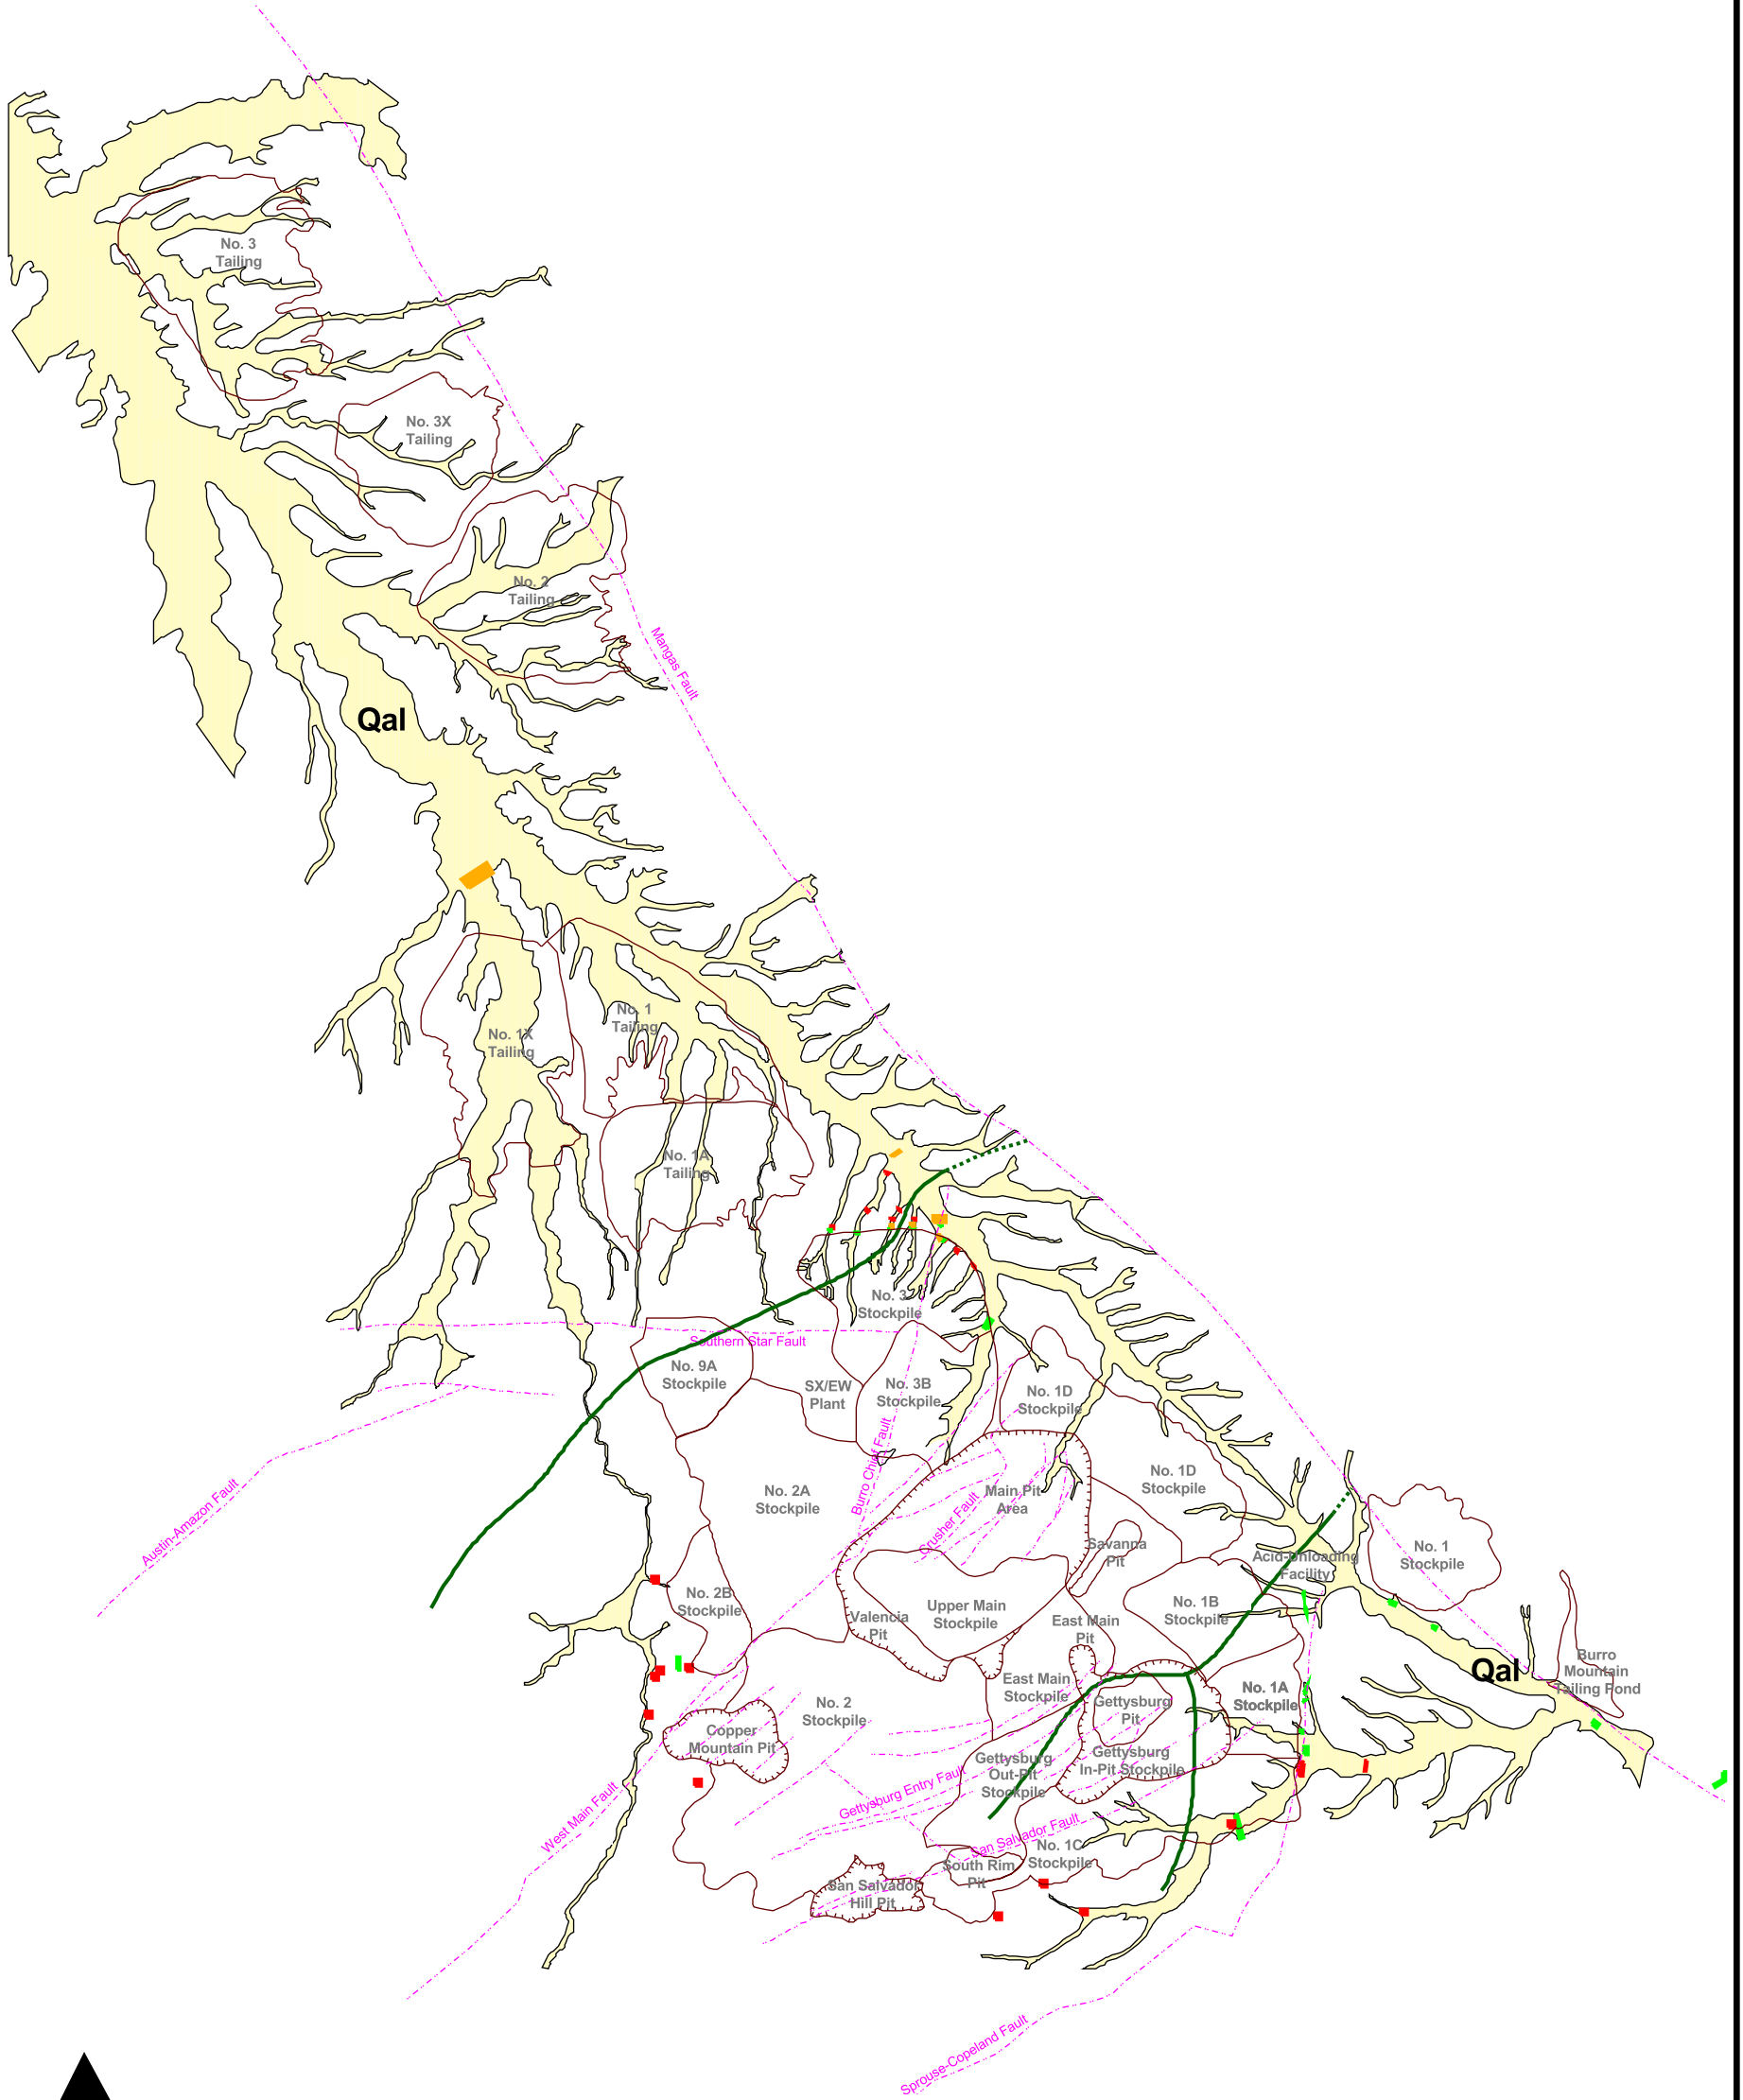 No. 3
Tailing
No. 3X
Tailing
No. 2
Tailing
Mangas Fault
Qal
No. 1
Tailing
No. 1X
Tailing
No. 1A
Tailing
No. 3
Stockpile
Southern Star Fault
No. 9A
Stockpile
SX/EW
Plant
No. 3B
Stockpile
No. 1D
Stockpile
Burro Chief Fault
No. 2A
Stockpile
Main Pit
Area
No. 1D
Stockpile
Crusher Fault
Austin-Amazon Fault
Savanna
Pit
Acid-Unloading
Facility
No. 1
Stockpile
No. 2B
Stockpile
Valencia
Pit
Upper Main
Stockpile
East Main
Pit
No. 1B
Stockpile
Qal
Burro
Mountain
Tailing Pond
East Main
Stockpile
No. 1A
Stockpile
No. 2
Stockpile
Gettysburg
Pit
Copper
Mountain Pit
Gettysburg
Out-Pit
Stockpile
Gettysburg
In-Pit Stockpile
Gettysburg Entry Fault
West Main Fault
San Salvador Fault
No. 1C
Stockpile
South Rim
Pit
San Salvador
Hill Pit
Sprouse-Copeland Fault